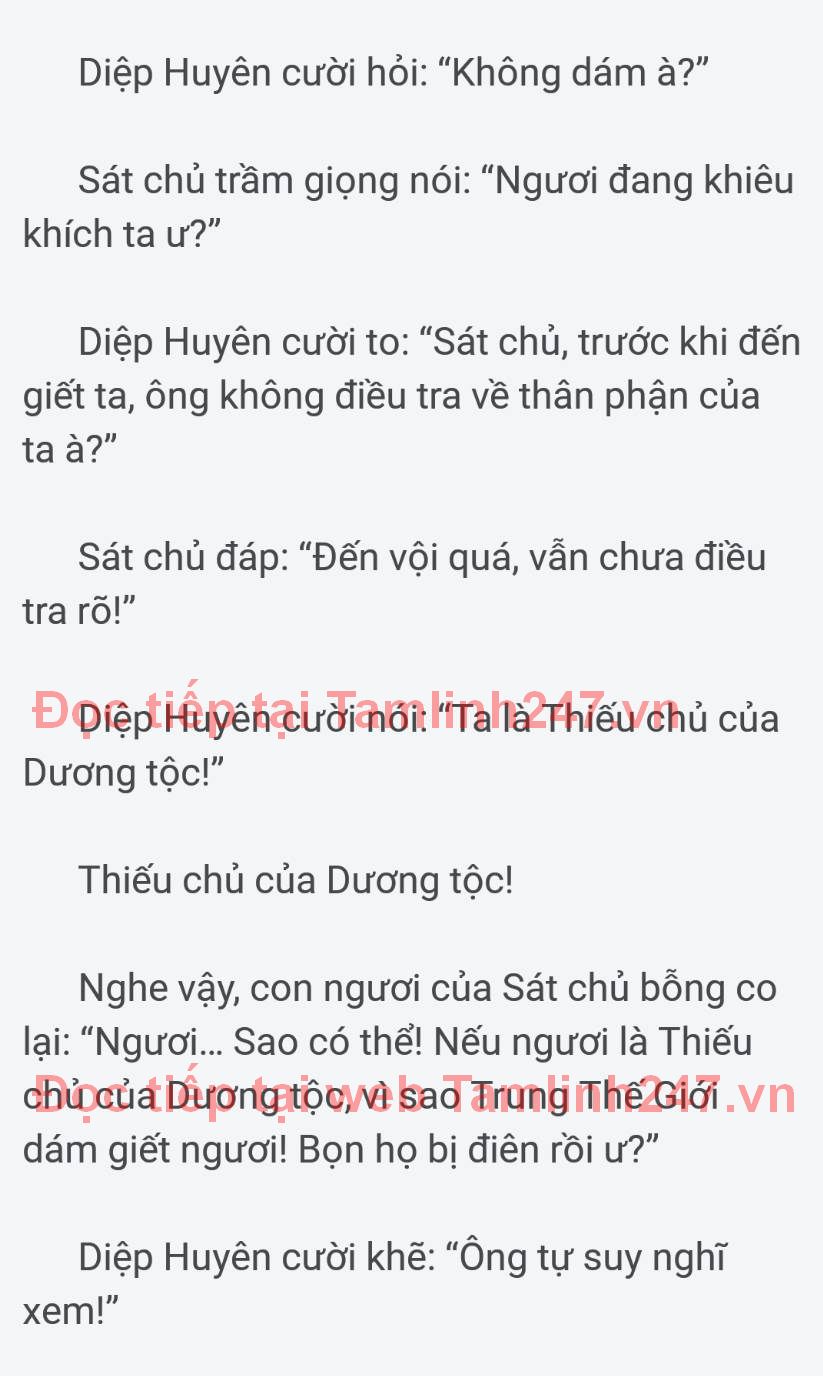 Diệp Huyên cười hỏi: “Không dám à?”
Sát chủ trầm giọng nói: “Ngươi đang khiêu
khích ta ư?”
Diệp Huyên cười to: “Sát chủ, trước khi đến
giết ta, ông không điều tra về thân phận của
ta à?”
Sát chủ đáp: “Đến vội quá, vẫn chưa điều
tra rõ!”
Đọc tiếp tại Tamlinh247.vn
Diệp Huyên cười nói: “Ta là Thiếu chủ của
Dương tộc!”
Thiếu chủ của Dương tộc!
Nghe vậy, con ngươi của Sát chủ bỗng co
lại: “Ngươi... Sao có thể! Nếu ngươi là Thiếu
Đọc tiếp tại web Tamlinh247.vn
chủ của Dương tộc, vì sao Trung Thế Giới
dám giết ngươi! Bọn họ bị điên rồi ư?”
Diệp Huyên cười khẽ: “Ông tự suy nghĩ
xem!”